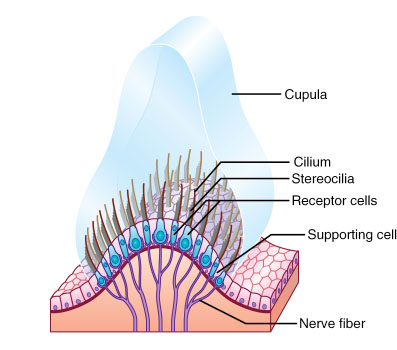 Cupula
Cilium
Stereocilia
Receptor cells
Supporting cell
Nerve fiber